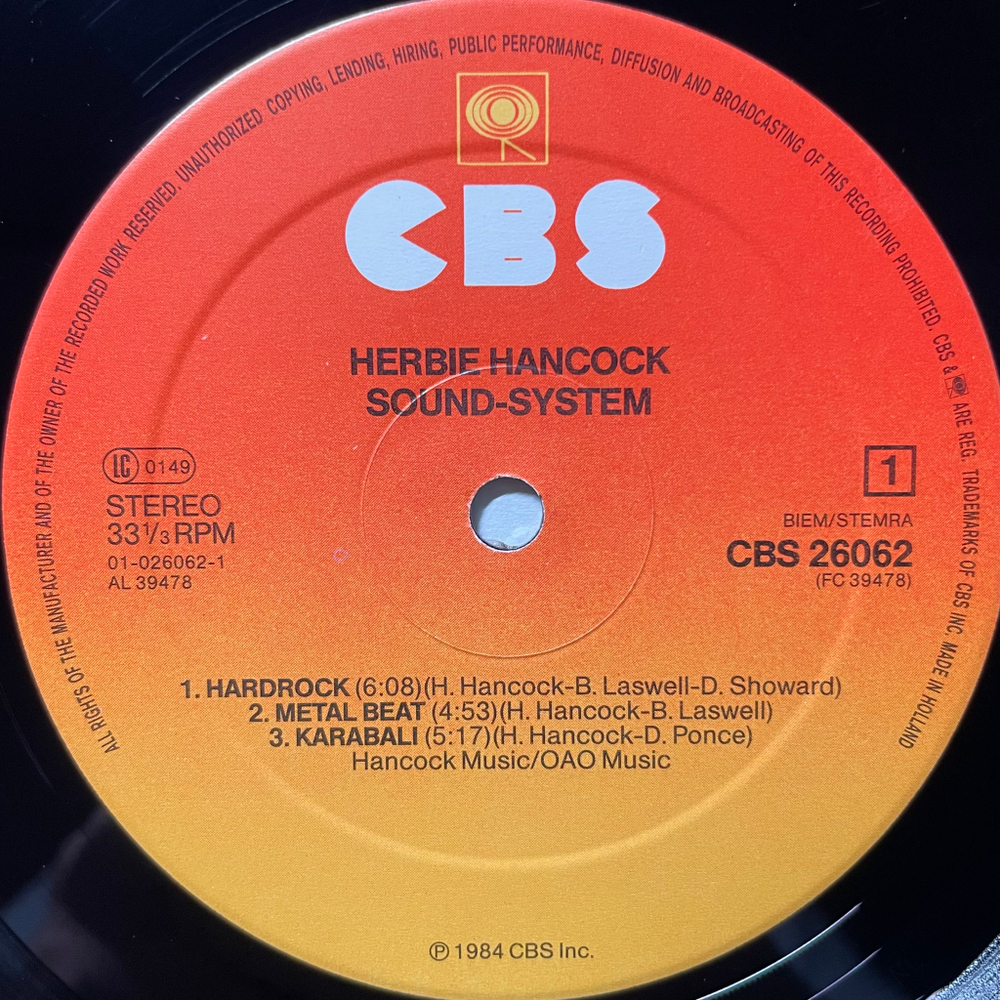 ALL RIGHTS OF THE MANUFACTURER AND OF THE OWNER OF THE RECORDED WORK RESERVED. UNAUTHORIZED COPYING, LENDING, HIRING, PUBLIC PERFORMANCE, DIFFUSION AND BROADCASTING OF THIS RECORDING PROHIBITED. CBS & ARE REG. TRADEMARKS OF CBS INC. MADE IN HOLLAND
CBS
HERBIE HANCOCK
SOUND-SYSTEM
LC 0149
STEREO
33 1/3 RPM
01-026062-1
AL 39478
1
BIEM/STEMRA
CBS 26062
(FC 39478)
1. HARDROCK (6:08)(H. Hancock-B. Laswell-D. Showard)
2. METAL BEAT (4:53)(H. Hancock-B. Laswell)
3. KARABALI (5:17)(H. Hancock-D. Ponce)
Hancock Music/OAO Music
℗ 1984 CBS Inc.